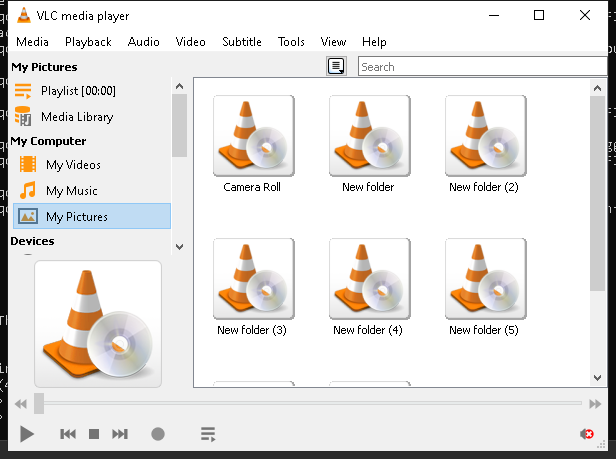 VLC media player
Media Playback Audio Video Subtitle Tools View Help
My Pictures
Search
Playlist [00:00]
Media Library
My Computer
My Videos
My Music
My Pictures
Devices
Camera Roll
New folder
New folder (2)
New folder (3)
New folder (4)
New folder (5)